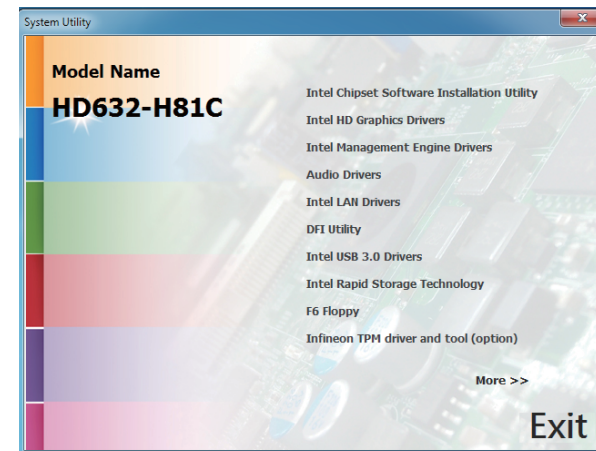 System Utility
Model Name
HD632-H81C
Intel Chipset Software Installation Utility
Intel HD Graphics Drivers
Intel Management Engine Drivers
Audio Drivers
Intel LAN Drivers
DFI Utility
Intel USB 3.0 Drivers
Intel Rapid Storage Technology
F6 Floppy
Infineon TPM driver and tool (option)
More >>
Exit